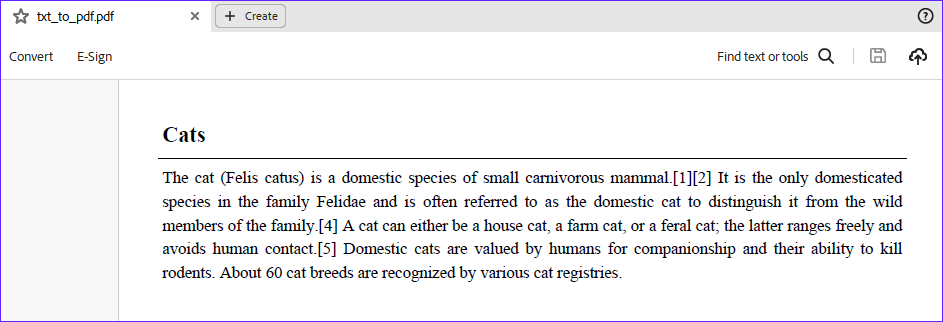 txt_to_pdf.pdf
Create
Convert
E-Sign
Find text or tools
Cats
The cat (Felis catus) is a domestic species of small carnivorous mammal.[1][2] It is the only domesticated
species in the family Felidae and is often referred to as the domestic cat to distinguish it from the wild
members of the family.[4] A cat can either be a house cat, a farm cat, or a feral cat; the latter ranges freely and
avoids human contact.[5] Domestic cats are valued by humans for companionship and their ability to kill
rodents. About 60 cat breeds are recognized by various cat registries.